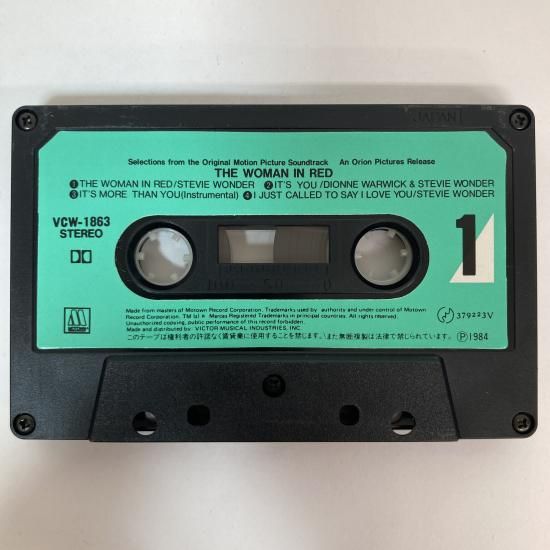 JAPAN
Selections from the Original Motion Picture Soundtrack An Orion Pictures Release
THE WOMAN IN RED
❶THE WOMAN IN RED/STEVIE WONDER ❷IT'S YOU/DIONNE WARWICK & STEVIE WONDER
❸IT'S MORE THAN YOU(Instrumental) ❹I JUST CALLED TO SAY I LOVE YOU/STEVIE WONDER
VCW-1863
STEREO
1
100 50 0
Made from masters of Motown Record Corporation. Trademarks used by authority and under control of Motown
Record Corporation. TM(s) ® Marcas Registered Trademarks in principal countries. All rights reserved.
Unauthorized copying, public performance of this record forbidden.
Made and distributed by VICTOR MUSICAL INDUSTRIES, INC.
このテープは権利者の許諾なく賃貸業に使用することを禁じます。また無断複製は法律で禁じられています。 Ⓟ1984
379223V